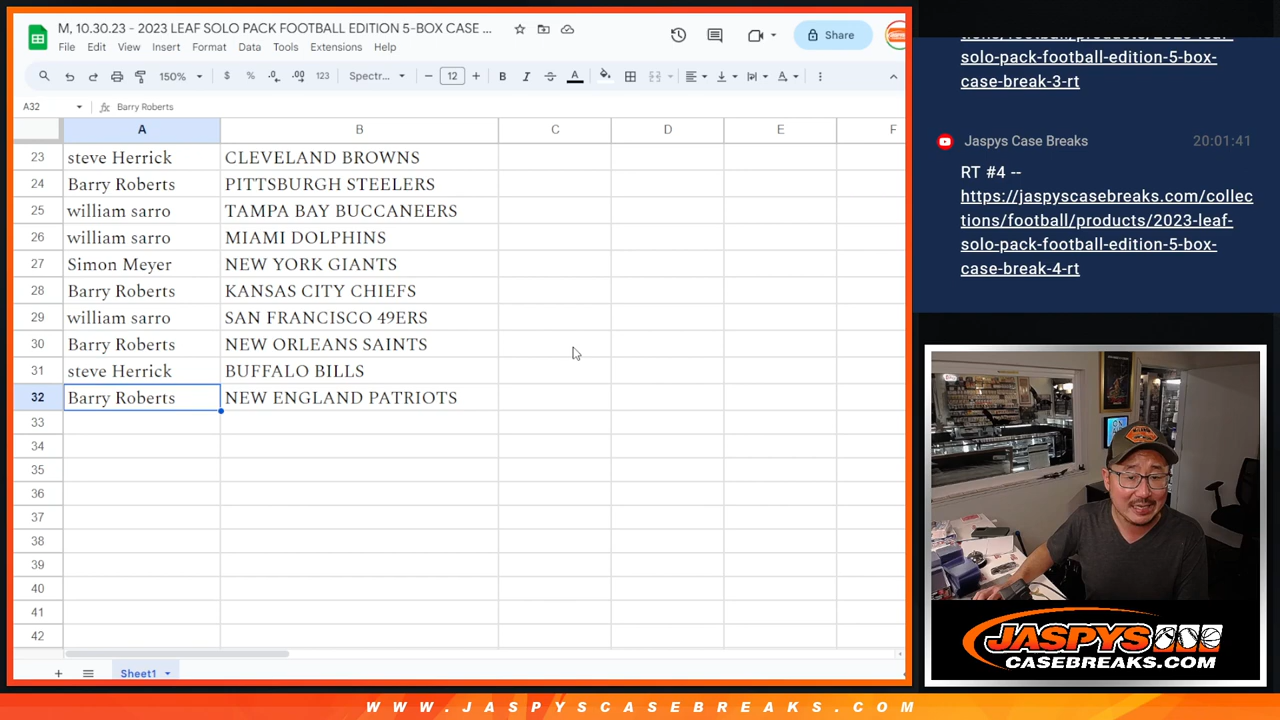 M, 10.30.23 - 2023 LEAF SOLO PACK FOOTBALL EDITION 5-BOX CASE ...
File Edit View Insert Format Data Tools Extensions Help
Share
150% $ % .0 .00 123 Spectr... 12 B I A
A32 fx Barry Roberts
A B C D E F
23 steve Herrick CLEVELAND BROWNS
24 Barry Roberts PITTSBURGH STEELERS
25 william sarro TAMPA BAY BUCCANEERS
26 william sarro MIAMI DOLPHINS
27 Simon Meyer NEW YORK GIANTS
28 Barry Roberts KANSAS CITY CHIEFS
29 william sarro SAN FRANCISCO 49ERS
30 Barry Roberts NEW ORLEANS SAINTS
31 steve Herrick BUFFALO BILLS
32 Barry Roberts NEW ENGLAND PATRIOTS
33
34
35
36
37
38
39
40
41
42
Sheet1
solo-pack-football-edition-5-box-
case-break-3-rt
Jaspys Case Breaks 20:01:41
RT #4 --
https://jaspyscasebreaks.com/collec
tions/football/products/2023-leaf-
solo-pack-football-edition-5-box-
case-break-4-rt
JASPYS
CASEBREAKS.COM
WWW.JASPYSCASEBREAKS.COM